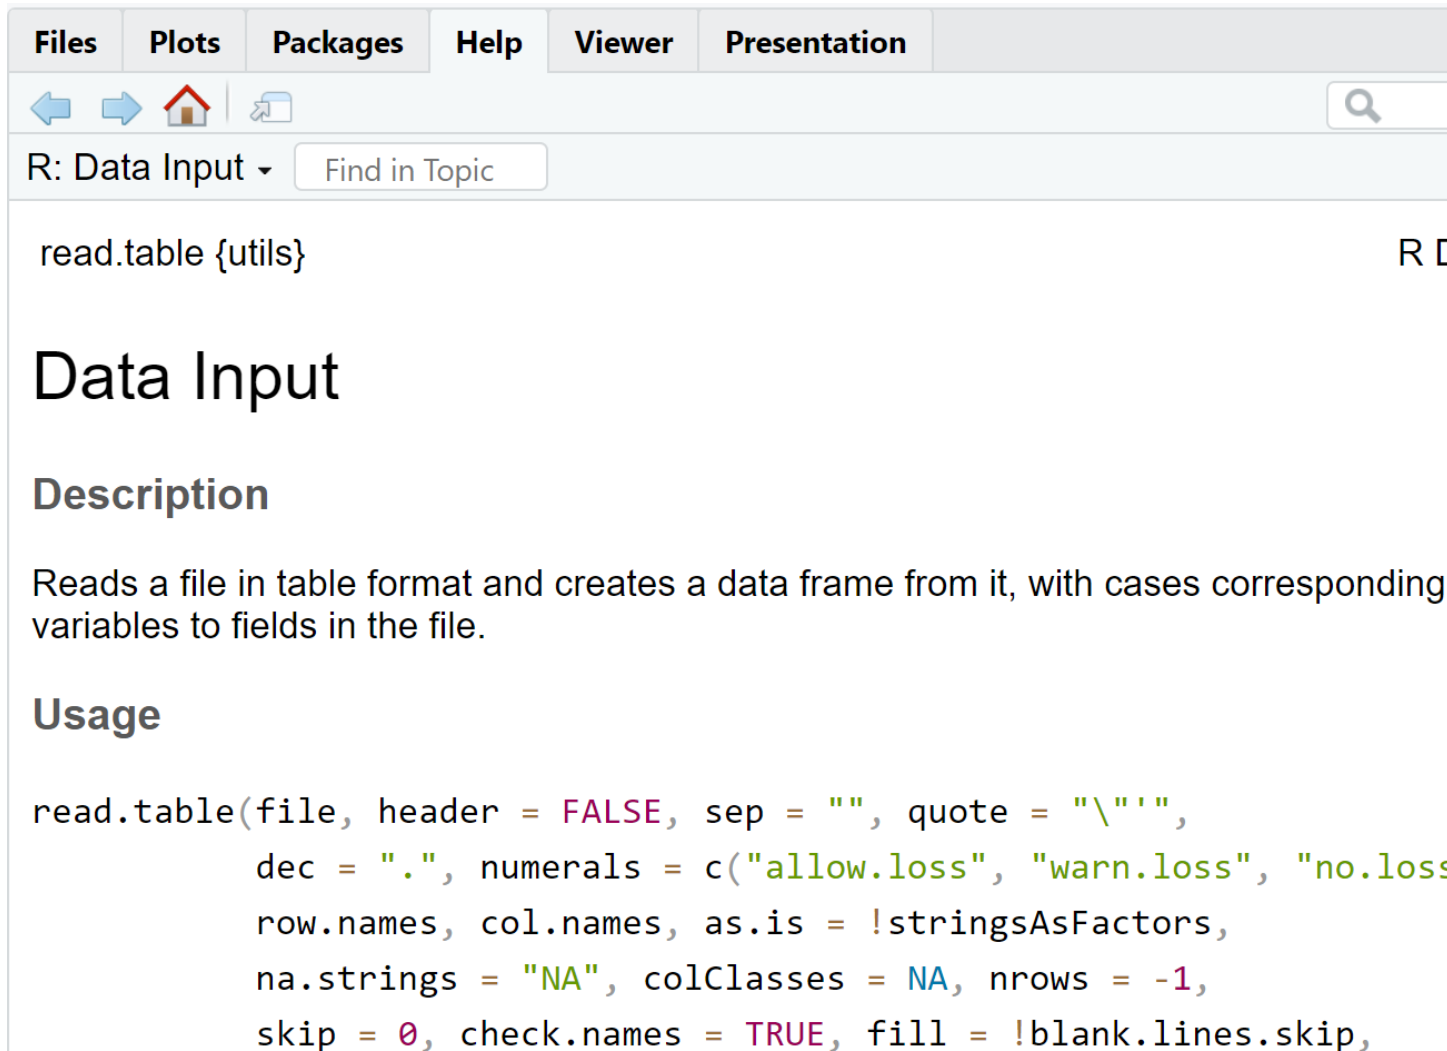 Files Plots Packages Help Viewer Presentation
R: Data Input Find in Topic
read.table {utils} R
Data Input
Description
Reads a file in table format and creates a data frame from it, with cases corresponding
variables to fields in the file.
Usage
read.table(file, header = FALSE, sep = "", quote = "\"'",
dec = ".", numerals = c("allow.loss", "warn.loss", "no.loss
row.names, col.names, as.is = !stringsAsFactors,
na.strings = "NA", colClasses = NA, nrows = -1,
skip = 0, check.names = TRUE, fill = !blank.lines.skip,